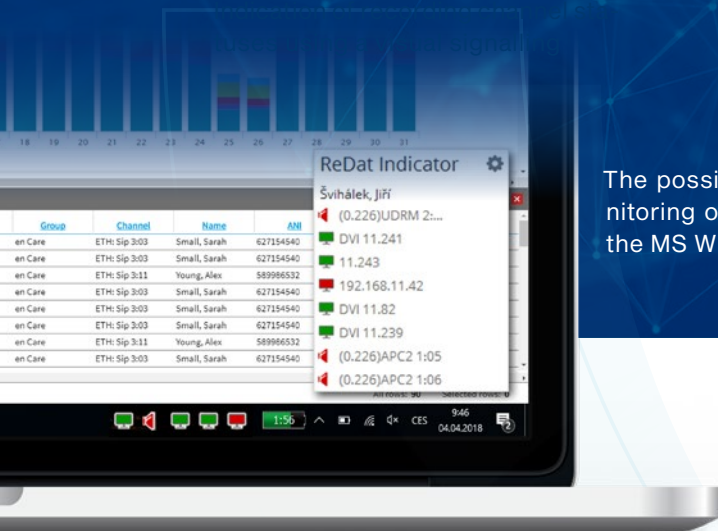 18 19 20 21 22 23 24 25 26 27 28 29 30 31
ReDat Indicator
Švihálek, Jiří
(0.226)UDRM 2:...
DVI 11.241
11.243
192.168.11.42
DVI 11.82
DVI 11.239
(0.226)APC2 1:05
(0.226)APC2 1:06
Group Channel Name ANI
en Care ETH: Sip 3:03 Small, Sarah 627154540
en Care ETH: Sip 3:03 Small, Sarah 627154540
en Care ETH: Sip 3:11 Young, Alex 589986532
en Care ETH: Sip 3:03 Small, Sarah 627154540
en Care ETH: Sip 3:03 Small, Sarah 627154540
en Care ETH: Sip 3:03 Small, Sarah 627154540
en Care ETH: Sip 3:11 Young, Alex 589986532
en Care ETH: Sip 3:03 Small, Sarah 627154540
All rows: 90 Selected rows: 0
1:56 CES 9:46
04.04.2018
2
The possi
nitoring o
the MS W